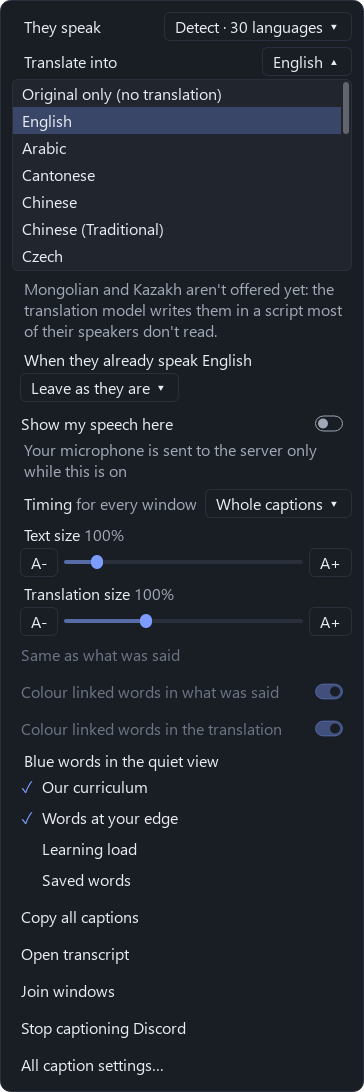 They speak
Detect · 30 languages
Translate into
English
Original only (no translation)
English
Arabic
Cantonese
Chinese
Chinese (Traditional)
Czech
Mongolian and Kazakh aren't offered yet: the
translation model writes them in a script most
of their speakers don't read.
When they already speak English
Leave as they are
Show my speech here
Your microphone is sent to the server only
while this is on
Timing for every window
Whole captions
Text size 100%
A-
A+
Translation size 100%
A-
A+
Same as what was said
Colour linked words in what was said
Colour linked words in the translation
Blue words in the quiet view
✓ Our curriculum
✓ Words at your edge
Learning load
Saved words
Copy all captions
Open transcript
Join windows
Stop captioning Discord
All caption settings...